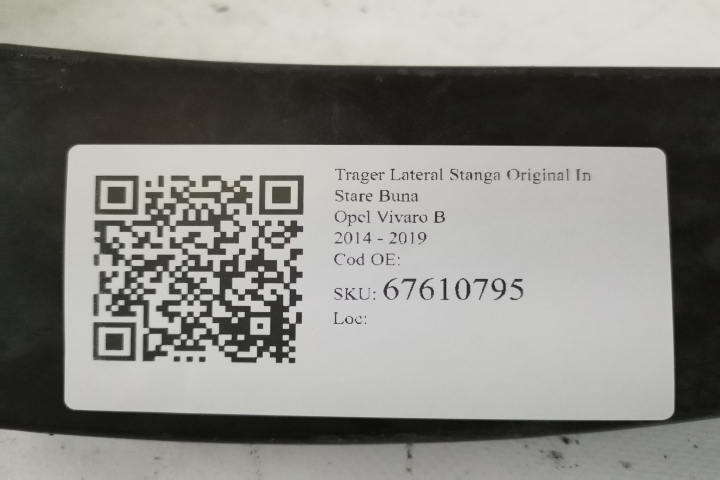 Trager Lateral Stanga Original In
Stare Buna
Opel Vivaro B
2014 - 2019
Cod OE:
SKU: 67610795
Loc: